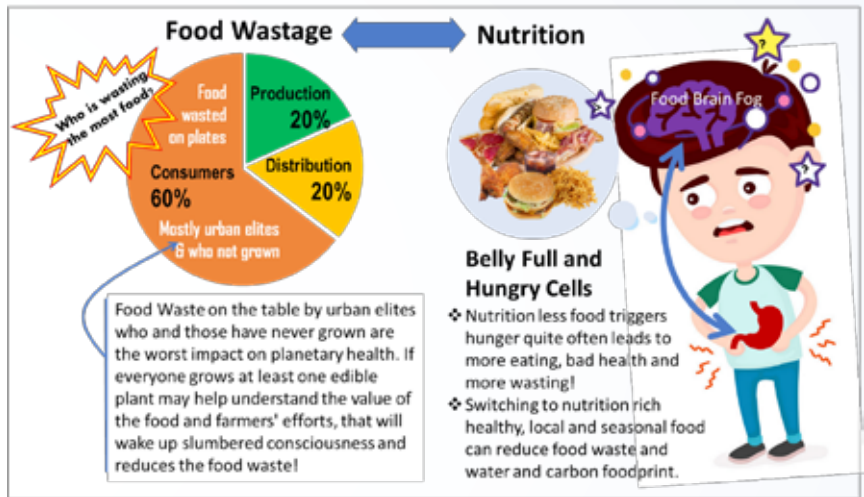 Food Wastage
Nutrition
Who is wasting
the most food?
Food
wasted
on plates
Production
20%
Distribution
20%
Consumers
60%
Mostly urban elites
& who not grown
Food Waste on the table by urban elites
who and those have never grown are
the worst impact on planetary health. If
everyone grows at least one edible
plant may help understand the value of
the food and farmers' efforts, that will
wake up slumbered consciousness and
reduces the food waste!
Belly Full and
Hungry Cells
❖ Nutrition less food triggers
hunger quite often leads to
more eating, bad health and
more wasting!
❖ Switching to nutrition rich
healthy, local and seasonal food
can reduce food waste and
water and carbon foodprint.
?
Food Brain Fog
?
?